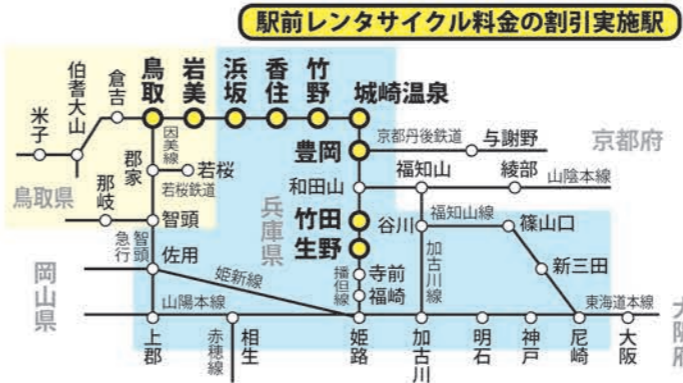 駅前レンタサイクル料金の割引実施駅
米子
伯耆大山
倉吉
鳥取
岩美
浜坂
香住
竹野
城崎温泉
因美線
豊岡
京都丹後鉄道
与謝野
京都府
郡家
若桜
若桜鉄道
鳥取県
那岐
智頭
兵庫県
和田山
福知山
綾部
山陰本線
竹田
生野
谷川
福知山線
篠山口
智頭急行
佐用
姫新線
播但線
寺前
福崎
加古川線
新三田
岡山県
山陽本線
東海道本線
大阪府
上郡
赤穂線
相生
姫路
加古川
明石
神戸
尼崎
大阪